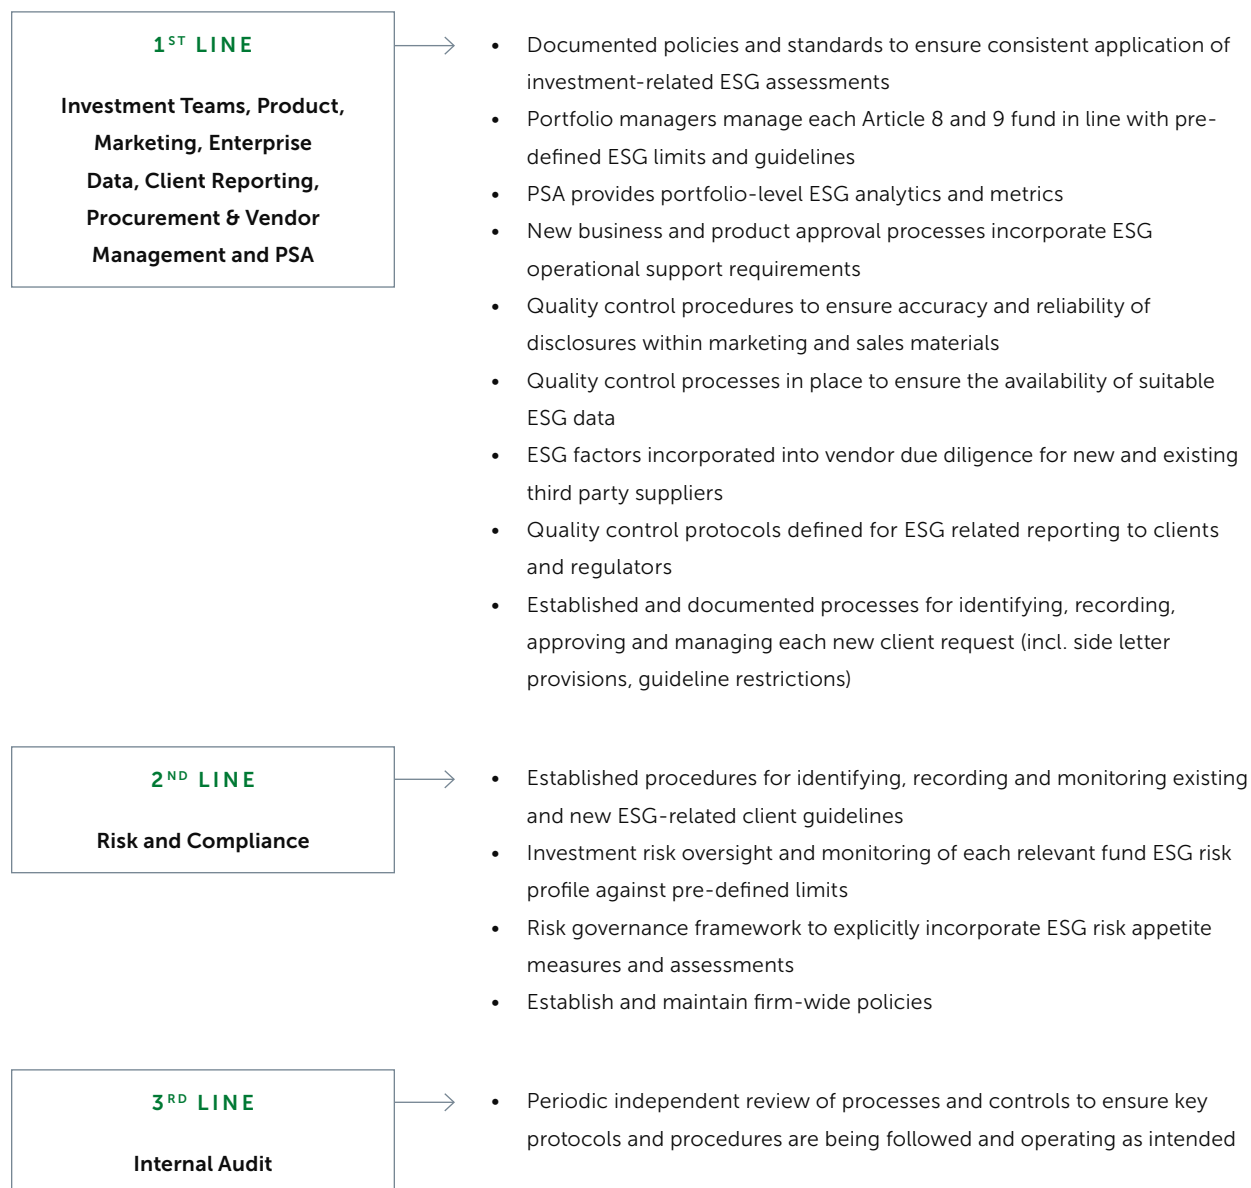 1ST LINE
Investment Teams, Product,
Marketing, Enterprise
Data, Client Reporting,
Procurement & Vendor
Management and PSA
• Documented policies and standards to ensure consistent application of
investment-related ESG assessments
• Portfolio managers manage each Article 8 and 9 fund in line with pre-
defined ESG limits and guidelines
• PSA provides portfolio-level ESG analytics and metrics
• New business and product approval processes incorporate ESG
operational support requirements
• Quality control procedures to ensure accuracy and reliability of
disclosures within marketing and sales materials
• Quality control processes in place to ensure the availability of suitable
ESG data
• ESG factors incorporated into vendor due diligence for new and existing
third party suppliers
• Quality control protocols defined for ESG related reporting to clients
and regulators
• Established and documented processes for identifying, recording,
approving and managing each new client request (incl. side letter
provisions, guideline restrictions)
2ND LINE
Risk and Compliance
• Established procedures for identifying, recording and monitoring existing
and new ESG-related client guidelines
• Investment risk oversight and monitoring of each relevant fund ESG risk
profile against pre-defined limits
• Risk governance framework to explicitly incorporate ESG risk appetite
measures and assessments
• Establish and maintain firm-wide policies
3RD LINE
Internal Audit
• Periodic independent review of processes and controls to ensure key
protocols and procedures are being followed and operating as intended